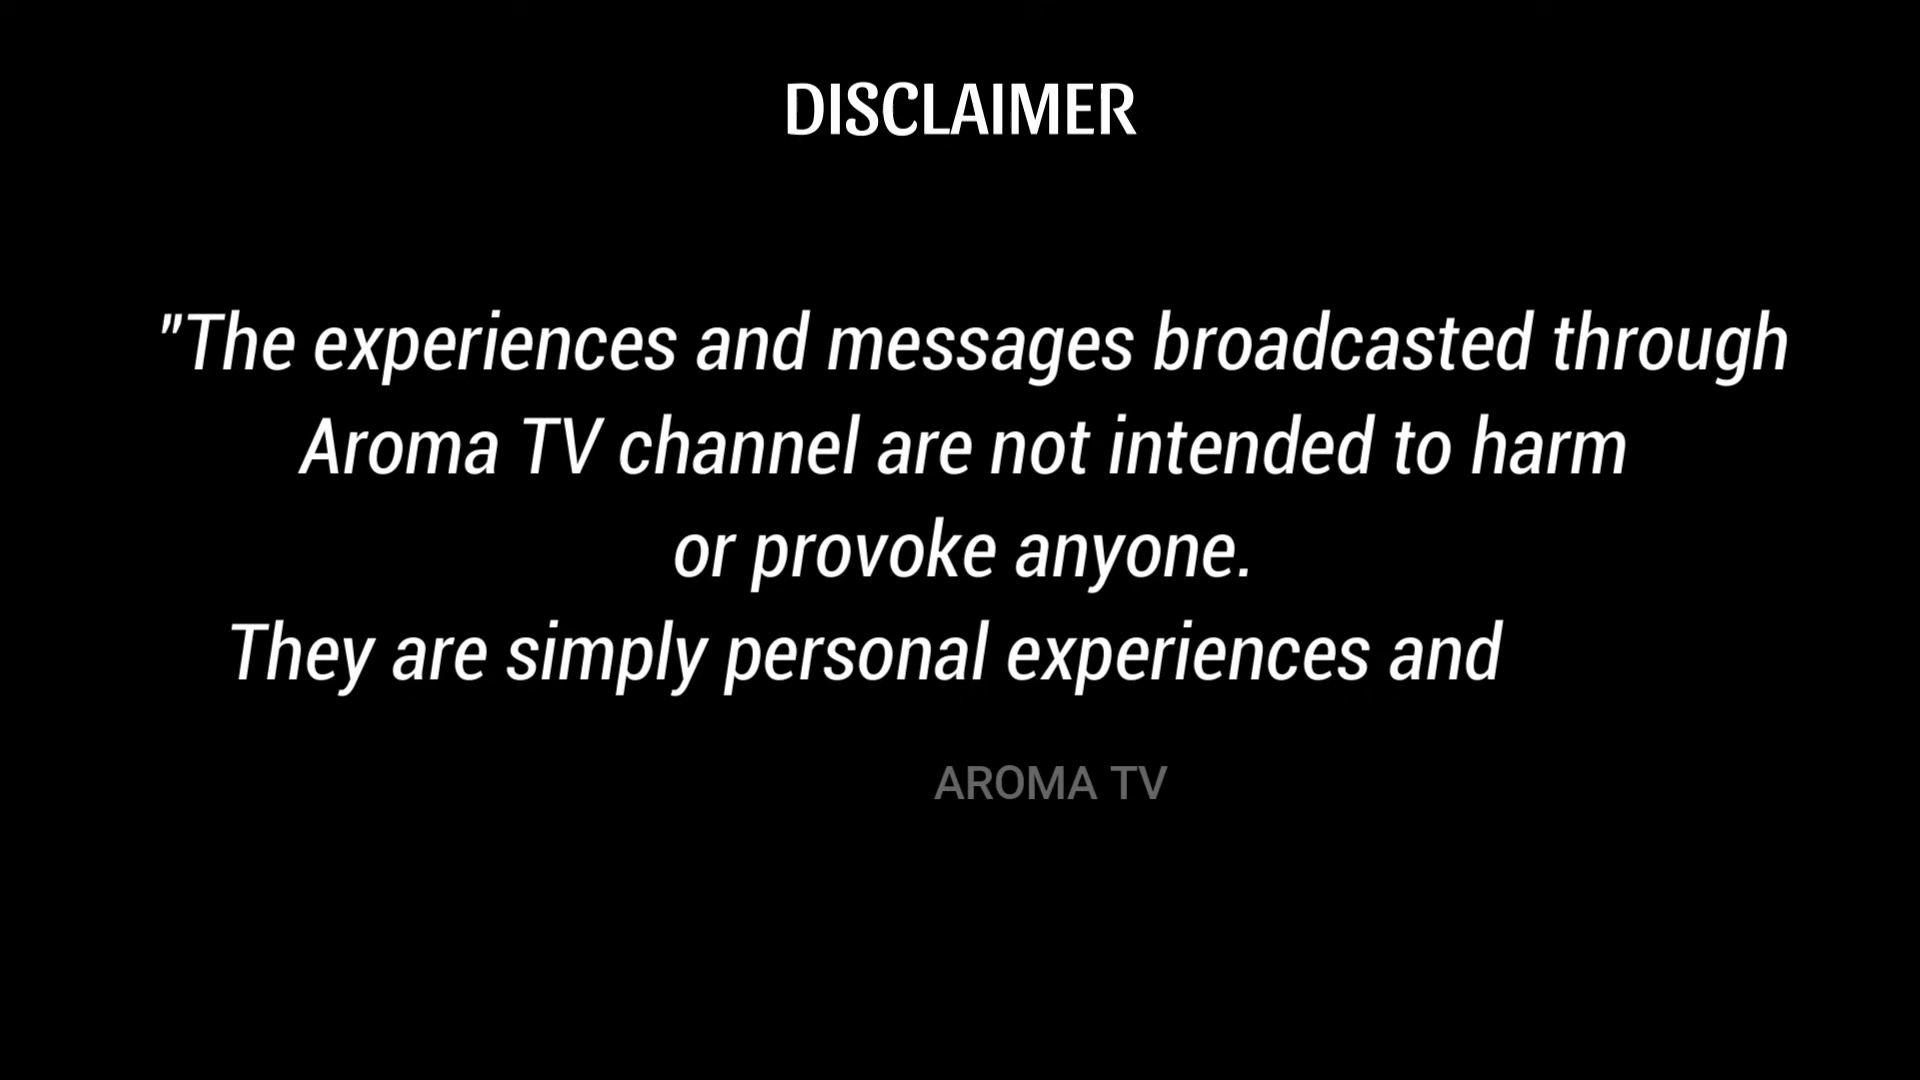 DISCLAIMER
"The experiences and messages broadcasted through
Aroma TV channel are not intended to harm
or provoke anyone.
They are simply personal experiences and
AROMA TV